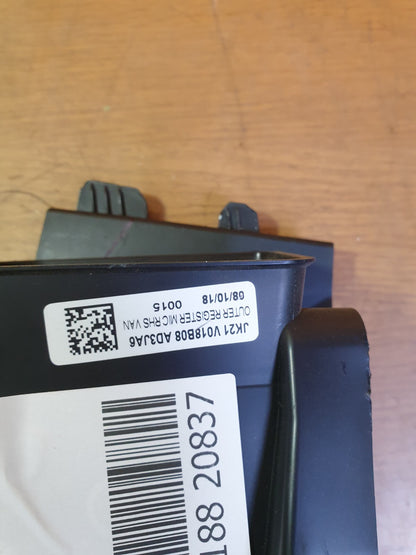 JK21 V018B08 AD3JA6
OUTER REGISTER MIC RHS VAN
08/10/18 0015
188 20837